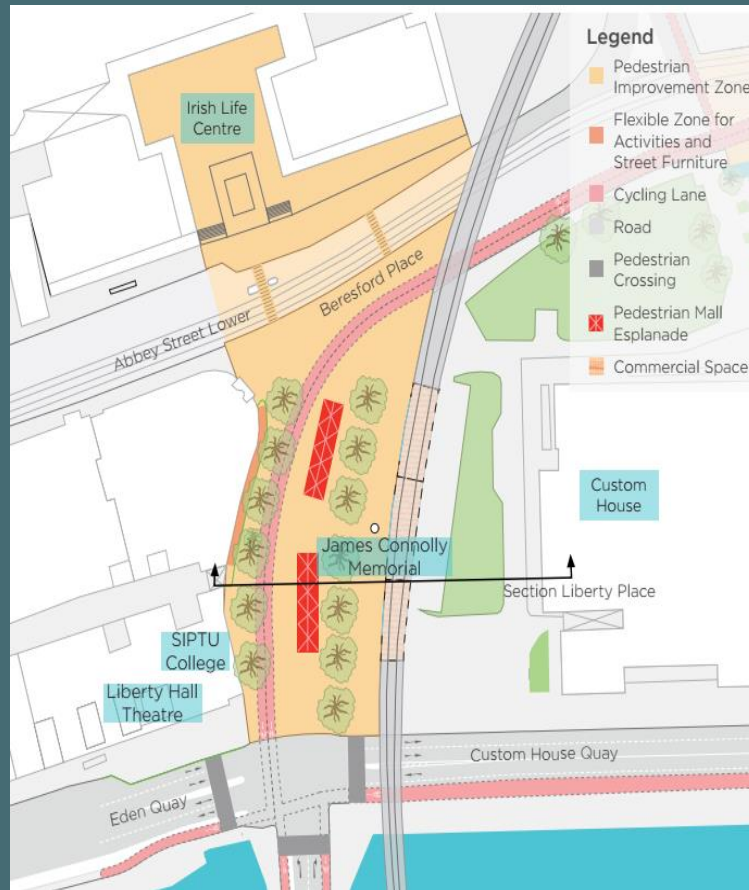 Legend
Pedestrian
Improvement Zone
Flexible Zone for
Activities and
Street Furniture
Cycling Lane
Road
Pedestrian
Crossing
Pedestrian Mall
Esplanade
Commercial Space
Irish Life
Centre
Beresford Place
Abbey Street Lower
Custom
House
James Connolly
Memorial
Section Liberty Place
SIPTU
College
Liberty Hall
Theatre
Custom House Quay
Eden Quay